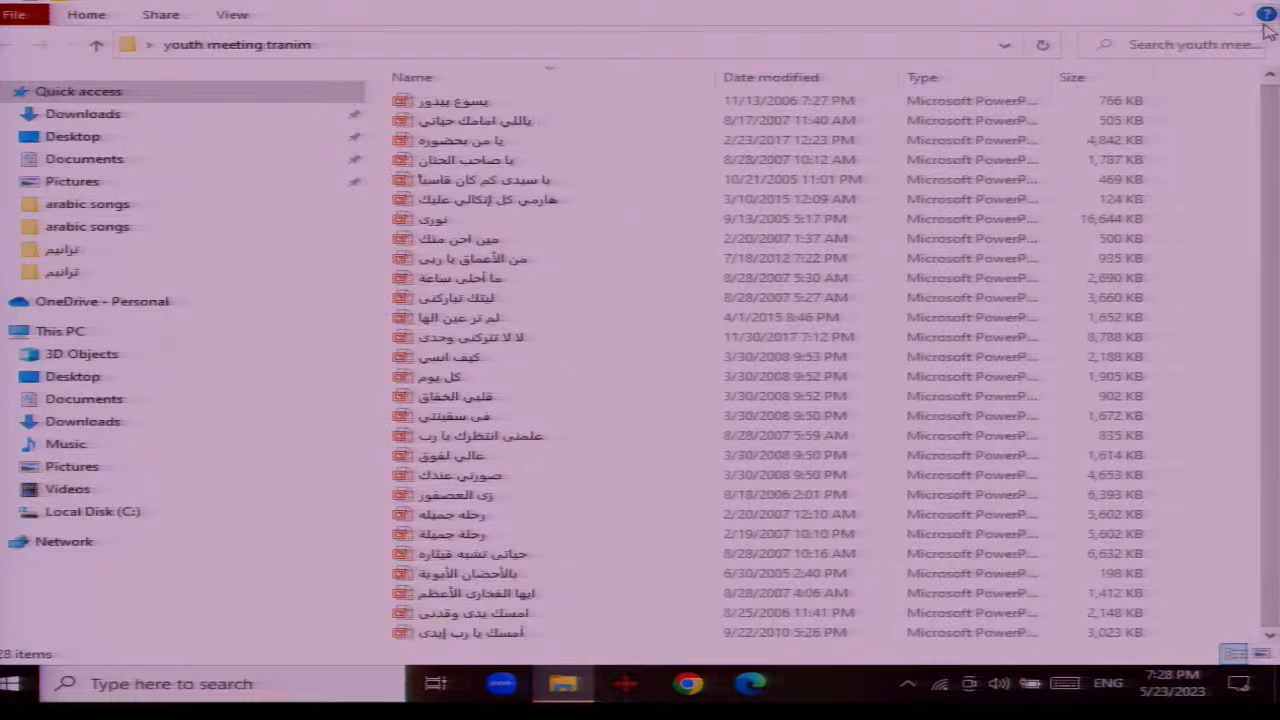 File Home Share View
youth meeting tranim Search youth mee...
Name Date modified Type Size
Quick access
Downloads
Desktop
Documents
Pictures
arabic songs
arabic songs
ترانيم
ترانيم
OneDrive - Personal
This PC
3D Objects
Desktop
Documents
Downloads
Music
Pictures
Videos
Local Disk (C:)
Network
يسوع بيدور 11/13/2006 7:27 PM Microsoft PowerP... 766 KB
ياللي امامك حياتي 8/17/2007 11:40 AM Microsoft PowerP... 505 KB
يا من بحضوره 2/23/2017 12:23 PM Microsoft PowerP... 4,842 KB
يا صاحب الحنان 8/28/2007 10:12 AM Microsoft PowerP... 1,787 KB
يا سيدى كم كان قاسياً 10/21/2005 11:01 PM Microsoft PowerP... 469 KB
هارمي كل إتكالي عليك 3/10/2015 12:09 AM Microsoft PowerP... 124 KB
نورى 9/13/2005 5:17 PM Microsoft PowerP... 16,644 KB
مين احن منك 2/20/2007 1:37 AM Microsoft PowerP... 500 KB
من الأعماق يا ربى 7/18/2012 7:22 PM Microsoft PowerP... 935 KB
ما أحلى ساعة 8/28/2007 5:30 AM Microsoft PowerP... 2,690 KB
ليتك تباركنى 8/28/2007 5:27 AM Microsoft PowerP... 3,660 KB
لم تر عين الها 4/1/2015 8:46 PM Microsoft PowerP... 1,652 KB
لا لا تتركنى وحدى 11/30/2017 7:12 PM Microsoft PowerP... 8,788 KB
كيف انسى 3/30/2008 9:53 PM Microsoft PowerP... 2,188 KB
كل يوم 3/30/2008 9:52 PM Microsoft PowerP... 1,905 KB
قلبي الخفاق 3/30/2008 9:52 PM Microsoft PowerP... 902 KB
فى سفينتي 3/30/2008 9:50 PM Microsoft PowerP... 1,672 KB
علمنى انتظرك يا رب 8/28/2007 5:59 AM Microsoft PowerP... 835 KB
عالي لفوق 3/30/2008 9:50 PM Microsoft PowerP... 1,614 KB
صورتي عندك 3/30/2008 9:50 PM Microsoft PowerP... 4,653 KB
زى العصفور 8/18/2006 2:01 PM Microsoft PowerP... 6,393 KB
رحله جميله 2/20/2007 12:10 AM Microsoft PowerP... 5,602 KB
رحلة جميلة 2/19/2007 10:10 PM Microsoft PowerP... 5,602 KB
حياتى تشبه قيثاره 8/28/2007 10:16 AM Microsoft PowerP... 6,632 KB
بالأحضان الأبوية 6/30/2005 2:40 PM Microsoft PowerP... 198 KB
ايها الفخارى الأعظم 8/28/2007 4:06 AM Microsoft PowerP... 1,412 KB
امسك يدى وقدنى 8/25/2006 11:41 PM Microsoft PowerP... 2,148 KB
أمسك يا رب إيدى 9/22/2010 5:26 PM Microsoft PowerP... 3,023 KB
28 items
Type here to search zoom ENG 7:28 PM
5/23/2023